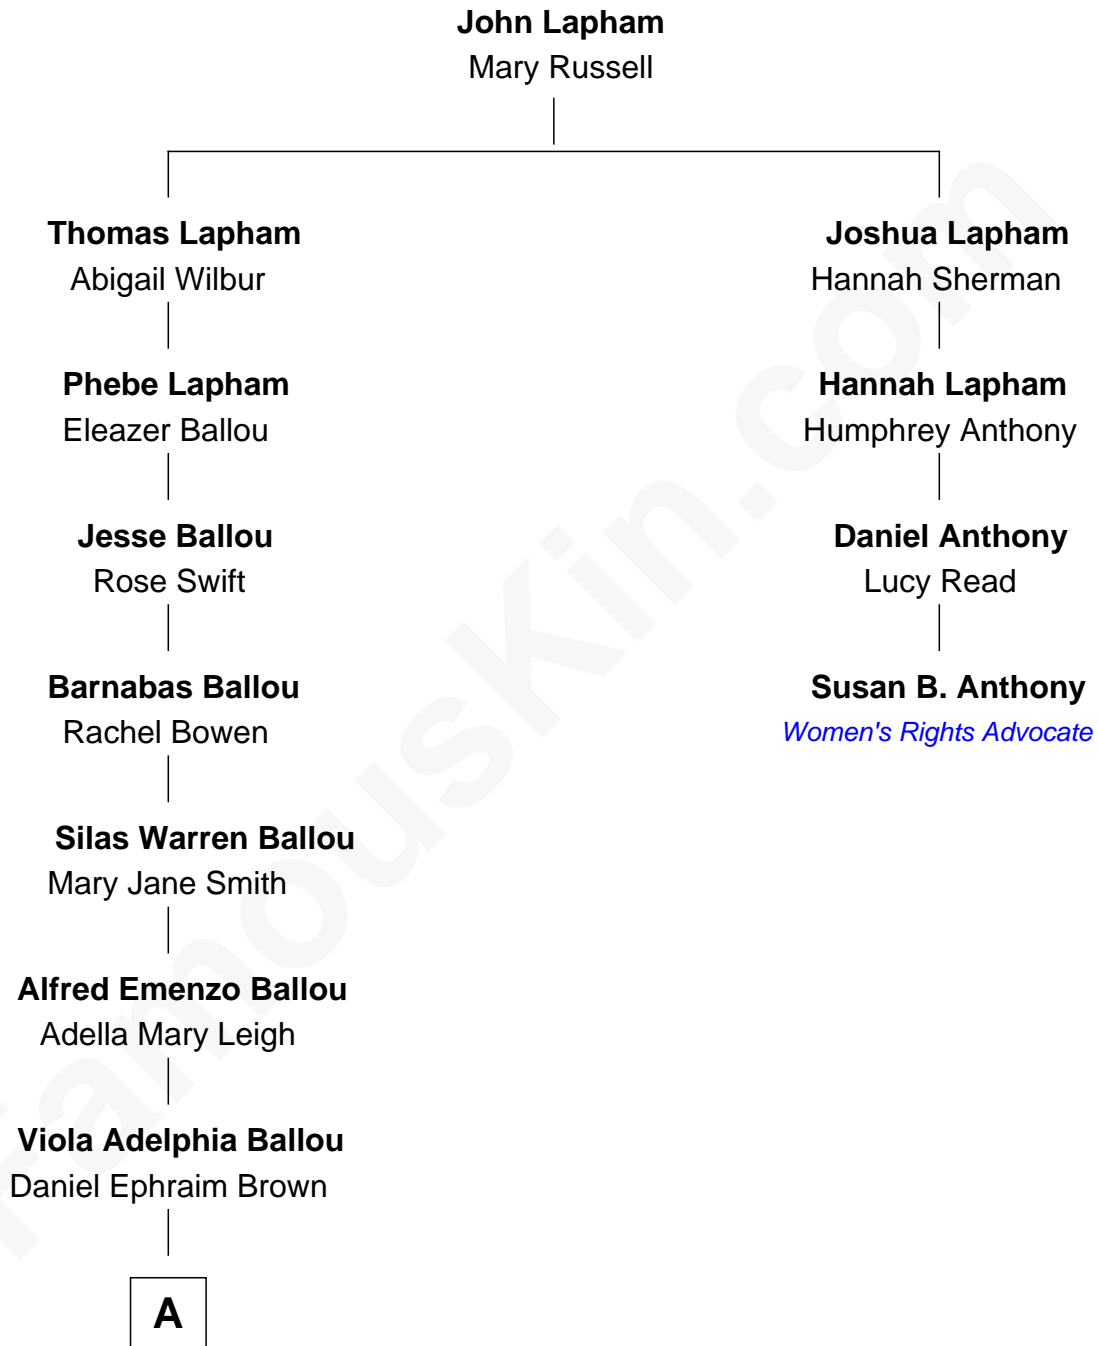 John Lapham
Mary Russell
Thomas Lapham
Abigail Wilbur
Joshua Lapham
Hannah Sherman
Phebe Lapham
Eleazer Ballou
Hannah Lapham
Humphrey Anthony
Jesse Ballou
Rose Swift
Daniel Anthony
Lucy Read
Barnabas Ballou
Rachel Bowen
Susan B. Anthony
Women's Rights Advocate
Silas Warren Ballou
Mary Jane Smith
Alfred Emenzo Ballou
Adella Mary Leigh
Viola Adelphia Ballou
Daniel Ephraim Brown
A
FamousKin.com